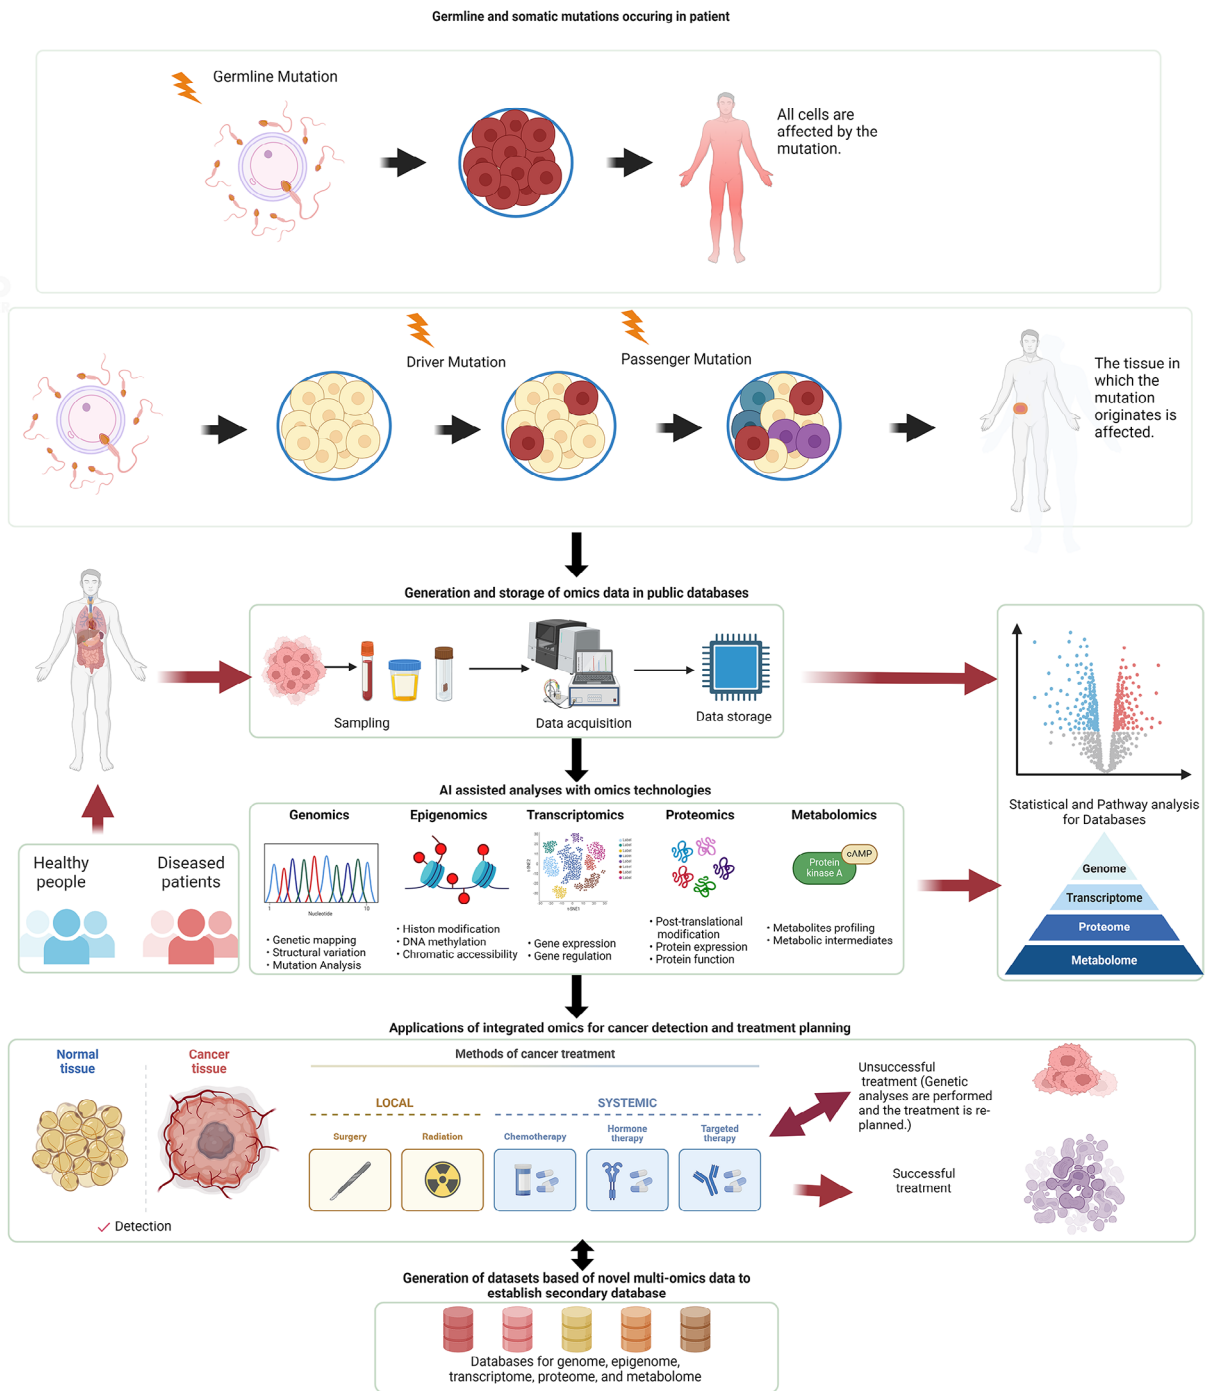 Germline and somatic mutations occuring in patient
Germline Mutation
All cells are
affected by the
mutation.
Driver Mutation
Passenger Mutation
The tissue in
which the
mutation
originates is
affected.
Generation and storage of omics data in public databases
Sampling
Data acquisition
Data storage
AI assisted analyses with omics technologies
Genomics
Epigenomics
Transcriptomics
Proteomics
Metabolomics
1
10
Nucleotide
t-SNE1
cAMP
Protein
kinase A
• Genetic mapping
• Structural variation
• Mutation Analysis
• Histon modification
• DNA methylation
• Chromatic accessibility
• Gene expression
• Gene regulation
• Post-translational
modification
• Protein expression
• Protein function
• Metabolites profiling
• Metabolic intermediates
Healthy
people
Diseased
patients
Statistical and Pathway analysis
for Databases
Genome
Transcriptome
Proteome
Metabolome
Applications of integrated omics for cancer detection and treatment planning
Normal
tissue
Cancer
tissue
Detection
Methods of cancer treatment
LOCAL
SYSTEMIC
Surgery
Radiation
Chemotherapy
Hormone
therapy
Targeted
therapy
Unsuccessful
treatment (Genetic
analyses are performed
and the treatment is re-
planned.)
Successful
treatment
Generation of datasets based of novel multi-omics data to
establish secondary database
Databases for genome, epigenome,
transcriptome, proteome, and metabolome